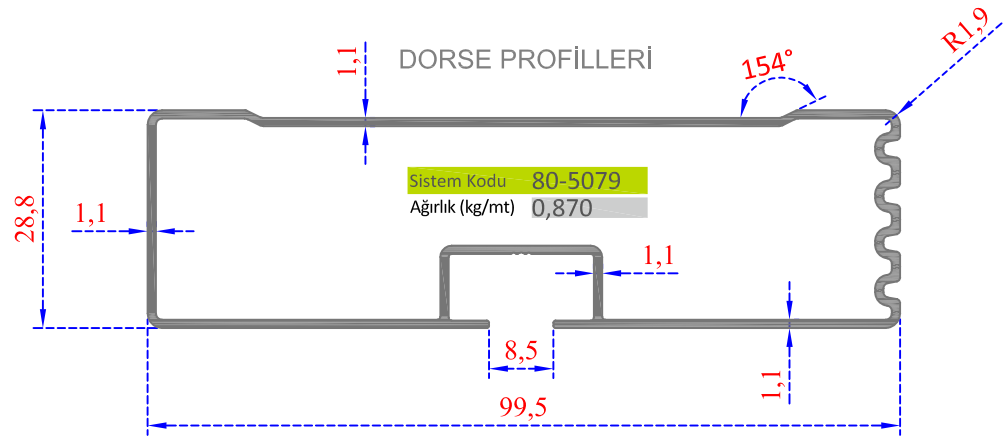 DORSE PROFİLLERİ
1,1
154°
R1,9
Sistem Kodu 80-5079
Ağırlık (kg/mt) 0,870
28,8
1,1
1,1
8,5
1,1
99,5